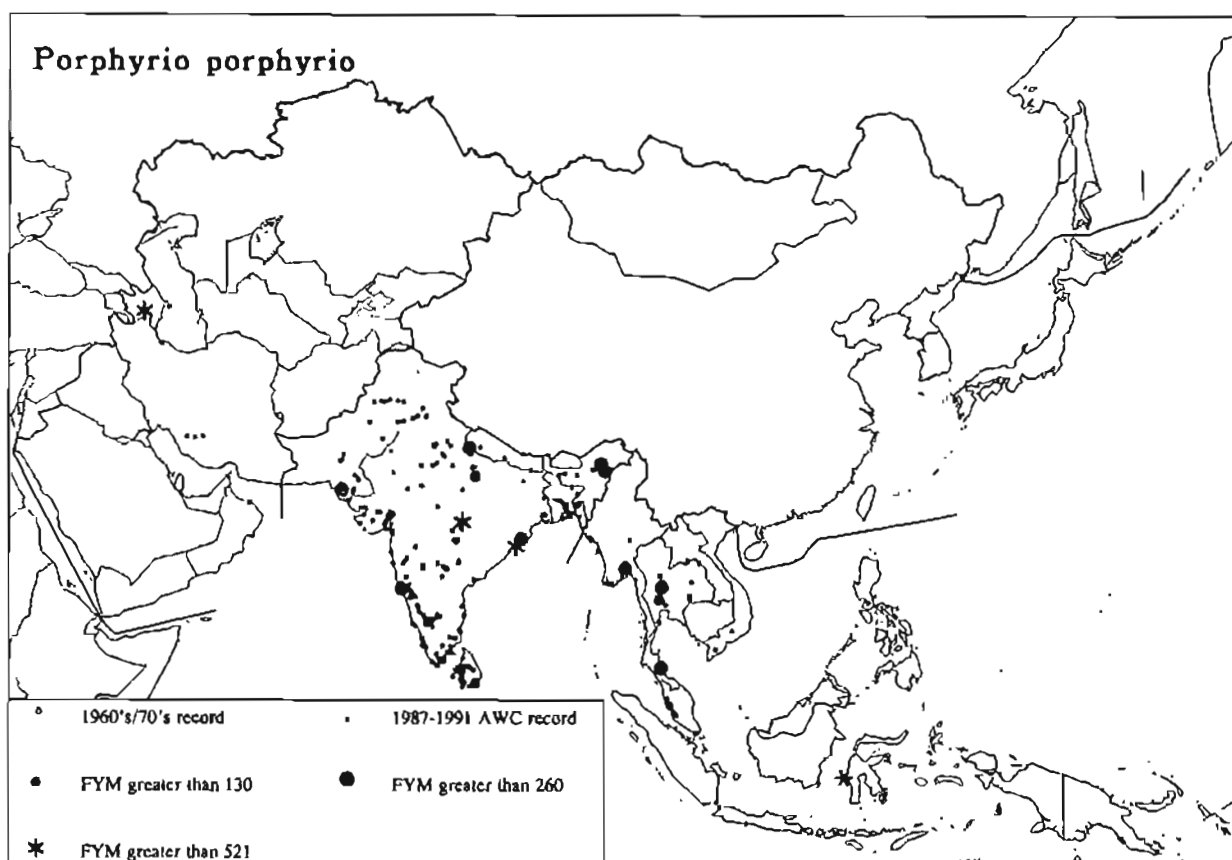 Porphyrio porphyrio
1960's/70's record
1987-1991 AWC record
FYM greater than 130
FYM greater than 260
FYM greater than 521